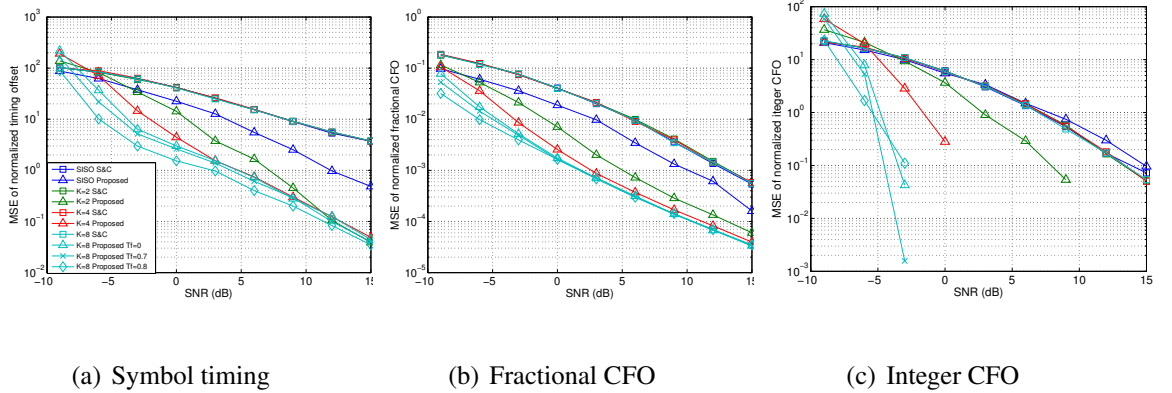 10^3
10^2
10^1
10^0
10^-1
10^-2
−10 −5 0 5 10 15
SNR (dB)
MSE of normalized timing offset
SISO S&C
SISO Proposed
K=2 S&C
K=2 Proposed
K=4 S&C
K=4 Proposed
K=8 S&C
K=8 Proposed Tf=0
K=8 Proposed Tf=0.7
K=8 Proposed Tf=0.8
(a) Symbol timing
10^0
10^-1
10^-2
10^-3
10^-4
10^-5
−10 −5 0 5 10 15
SNR (dB)
MSE of normalized fractional CFO
(b) Fractional CFO
10^2
10^1
10^0
10^-1
10^-2
10^-3
−10 −5 0 5 10 15
SNR (dB)
MSE of normalized iteger CFO
(c) Integer CFO